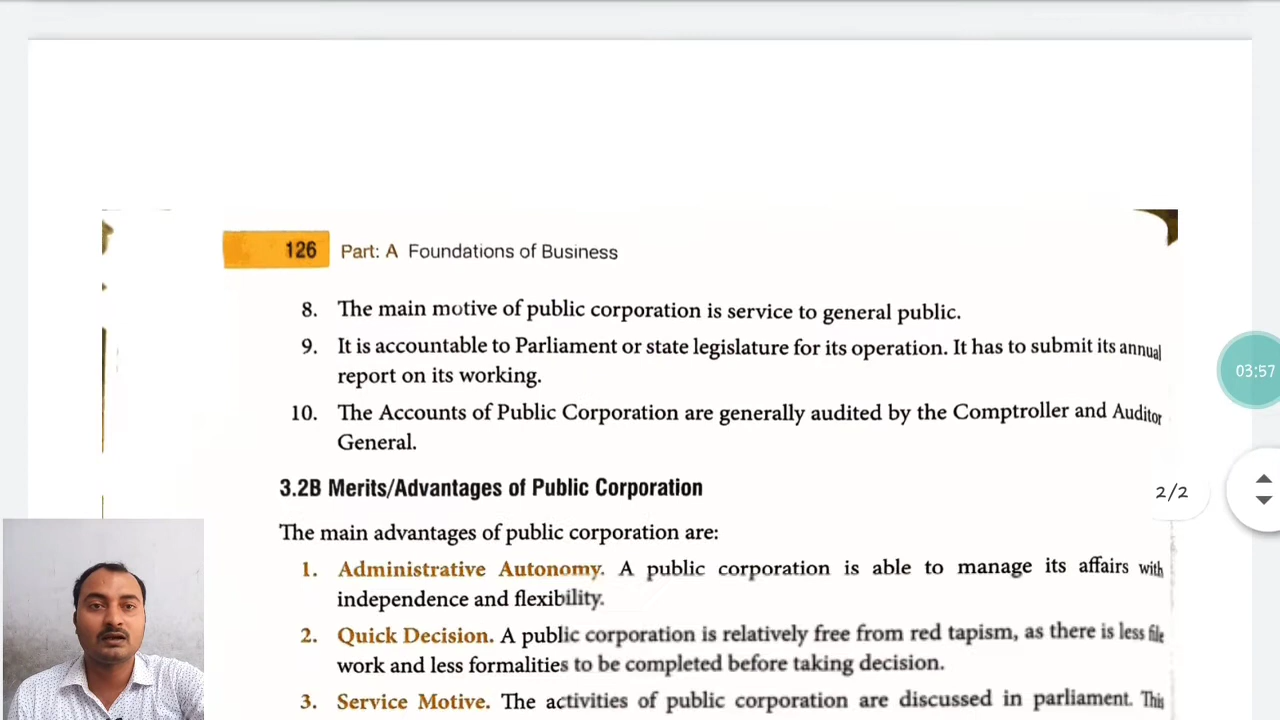 126 Part: A Foundations of Business
8. The main motive of public corporation is service to general public.
9. It is accountable to Parliament or state legislature for its operation. It has to submit its annual
report on its working.
03:57
10. The Accounts of Public Corporation are generally audited by the Comptroller and Auditor
General.
3.2B Merits/Advantages of Public Corporation
2/2
The main advantages of public corporation are:
1. Administrative Autonomy. A public corporation is able to manage its affairs with
independence and flexibility.
2. Quick Decision. A public corporation is relatively free from red tapism, as there is less file
work and less formalities to be completed before taking decision.
3. Service Motive. The activities of public corporation are discussed in parliament. This